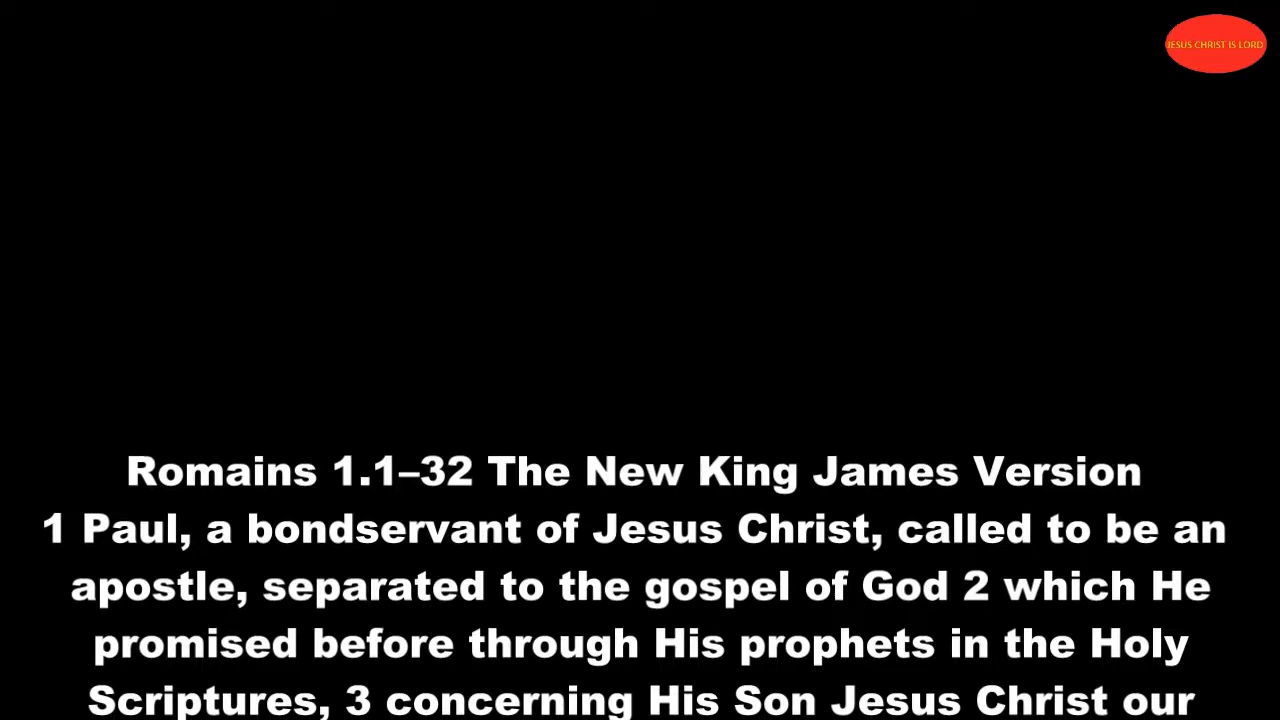 JESUS CHRIST IS LORD
Romains 1.1–32 The New King James Version
1 Paul, a bondservant of Jesus Christ, called to be an
apostle, separated to the gospel of God 2 which He
promised before through His prophets in the Holy
Scriptures, 3 concerning His Son Jesus Christ our